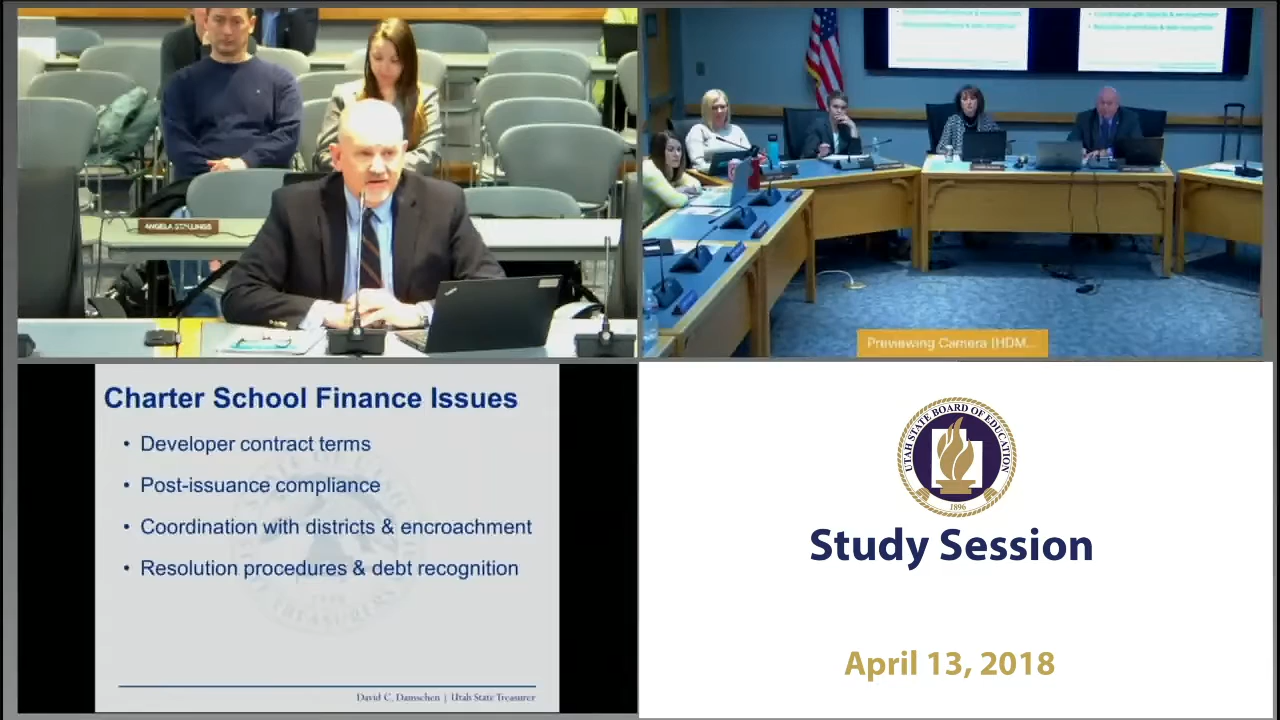 ANGELA STALLINGS
Previewing Camera (HDM...
Charter School Finance Issues
• Developer contract terms
• Post-issuance compliance
• Coordination with districts & encroachment
• Resolution procedures & debt recognition
David C. Damschen | Utah State Treasurer
UTAH STATE BOARD OF EDUCATION
1896
Study Session
April 13, 2018